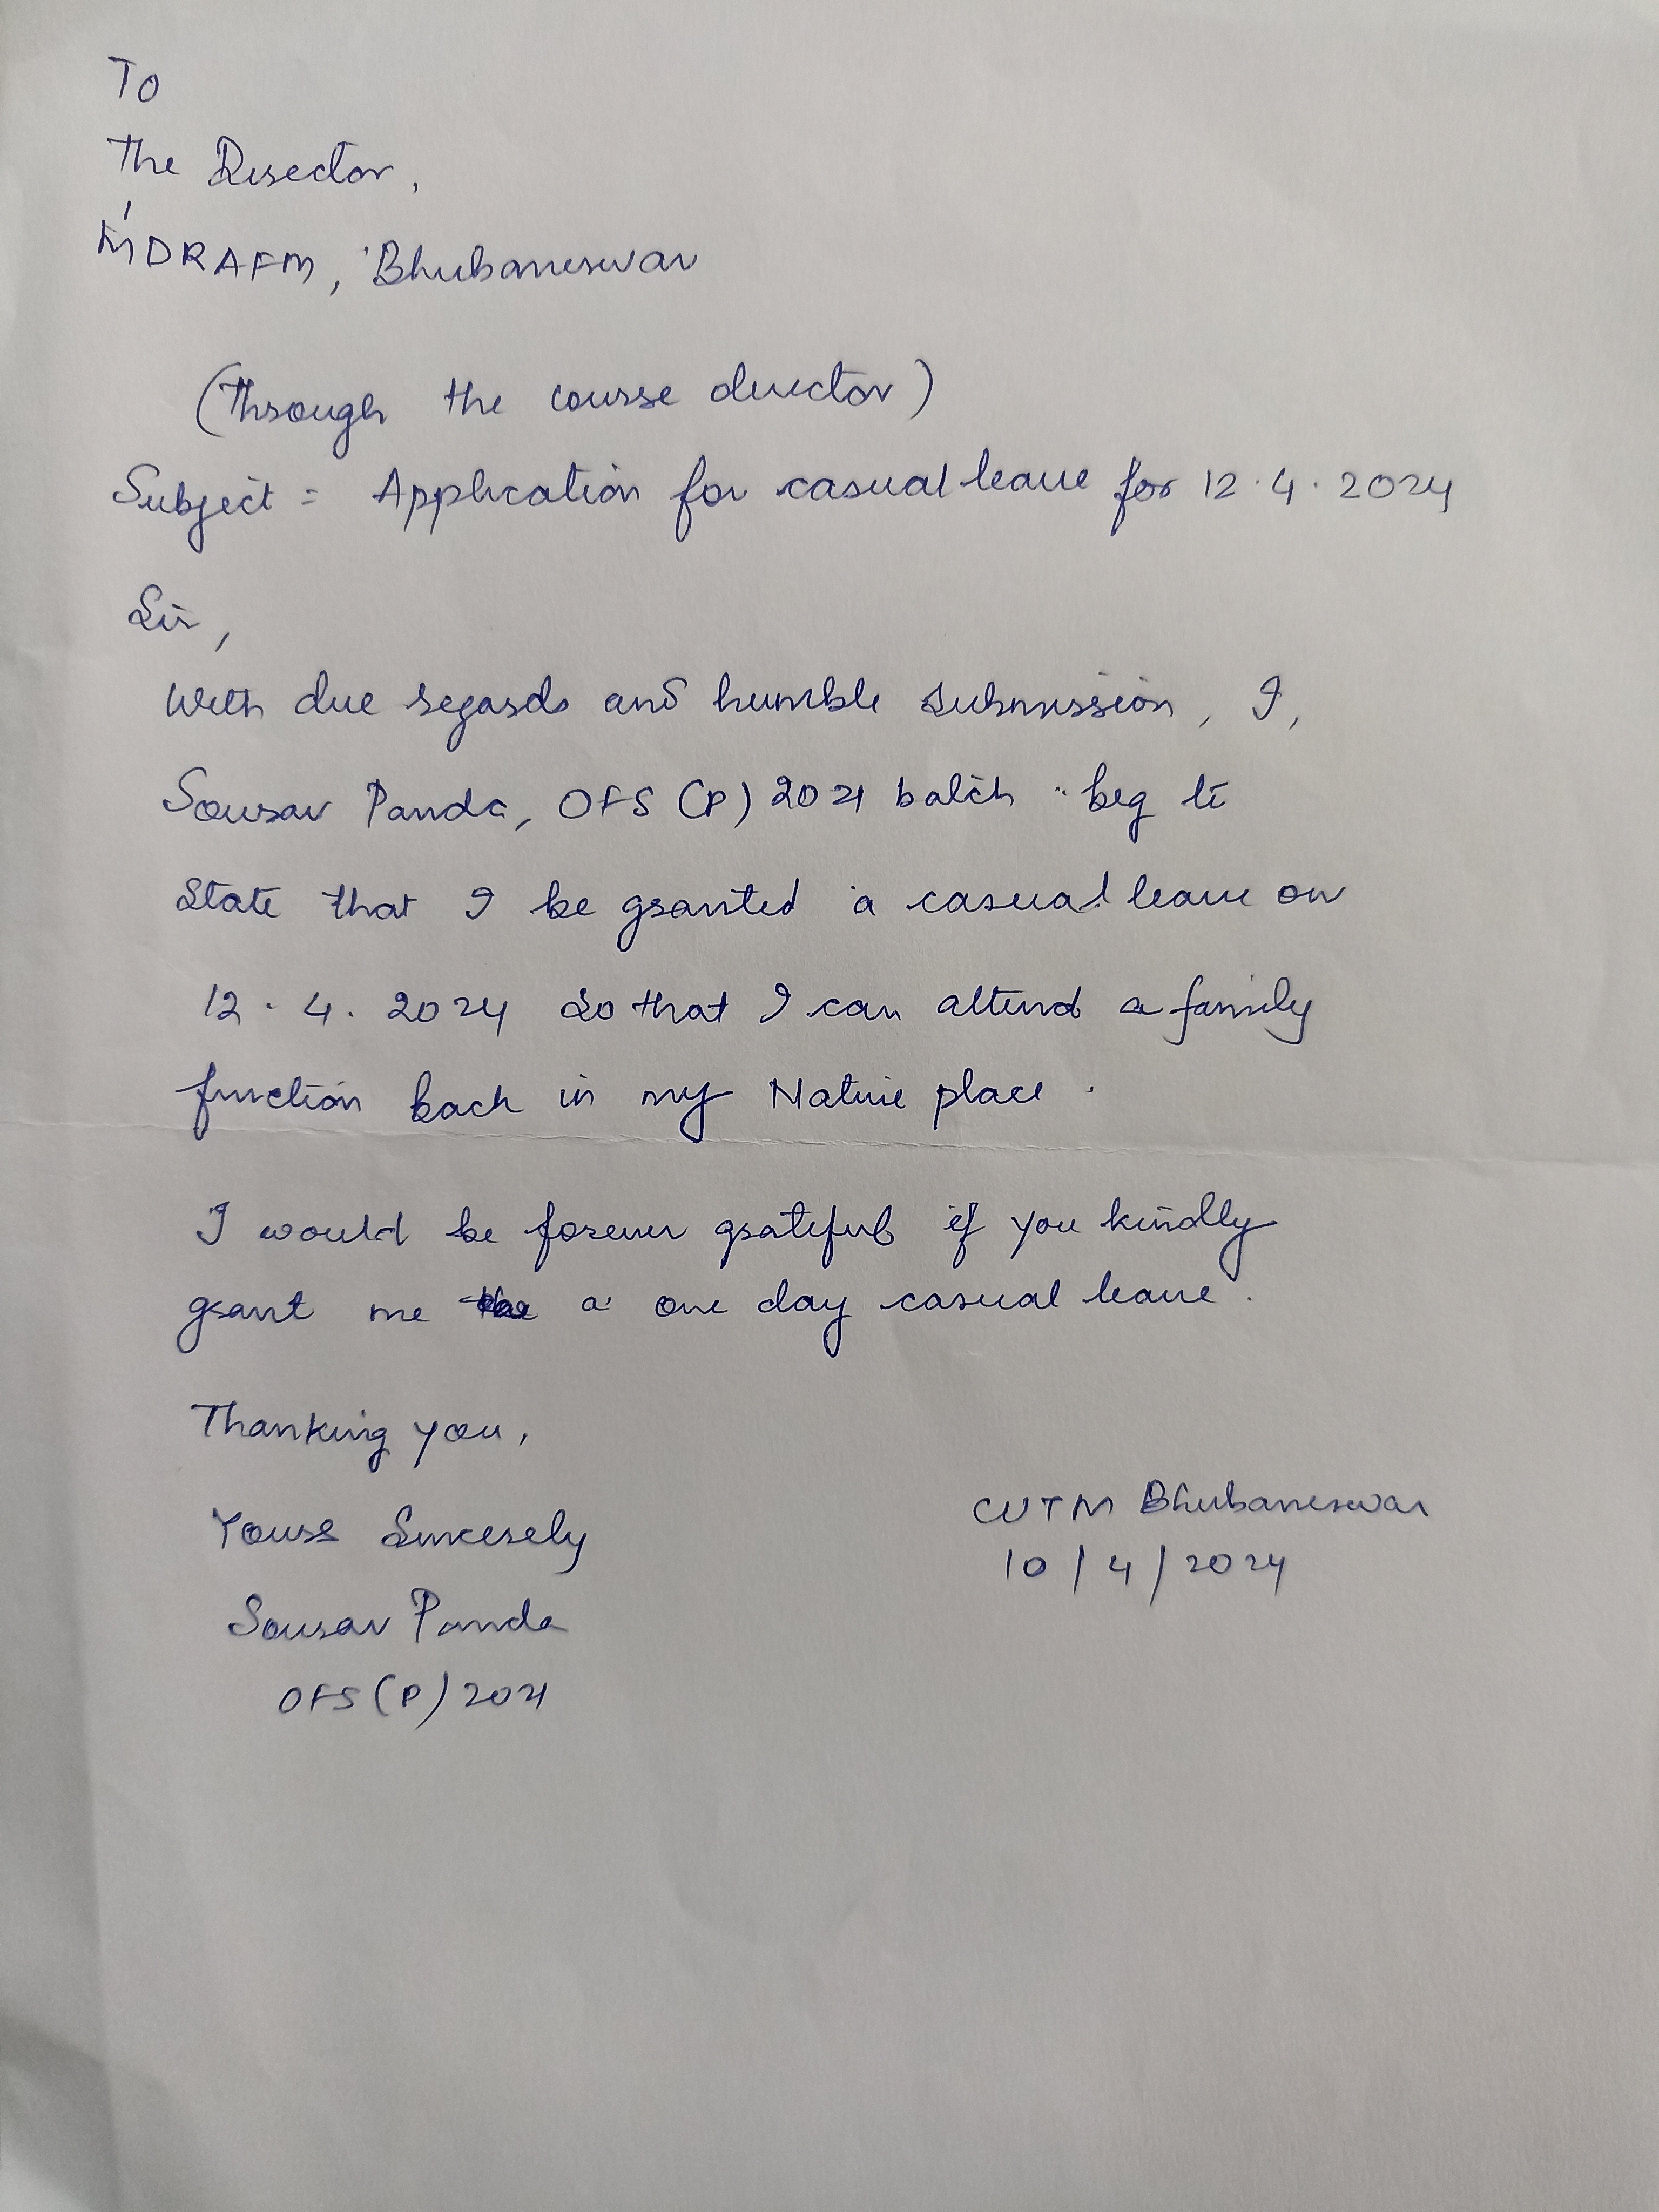 To
The Director,
MDRAFM, Bhubaneswar
(Through the course director)
Subject = Application for casual leave for 12.4.2024
Sir,
With due regards and humble submission, I,
Sourav Panda, OFS (P) 2021 batch beg to
state that I be granted a casual leave on
12.4.2024 so that I can attend a family
function back in my Native place.
I would be forever grateful if you kindly
grant me a one day casual leave.
Thanking you,
CUTM Bhubaneswar
Yours Sincerely
10/4/2024
Sourav Panda
OFS (P) 2021